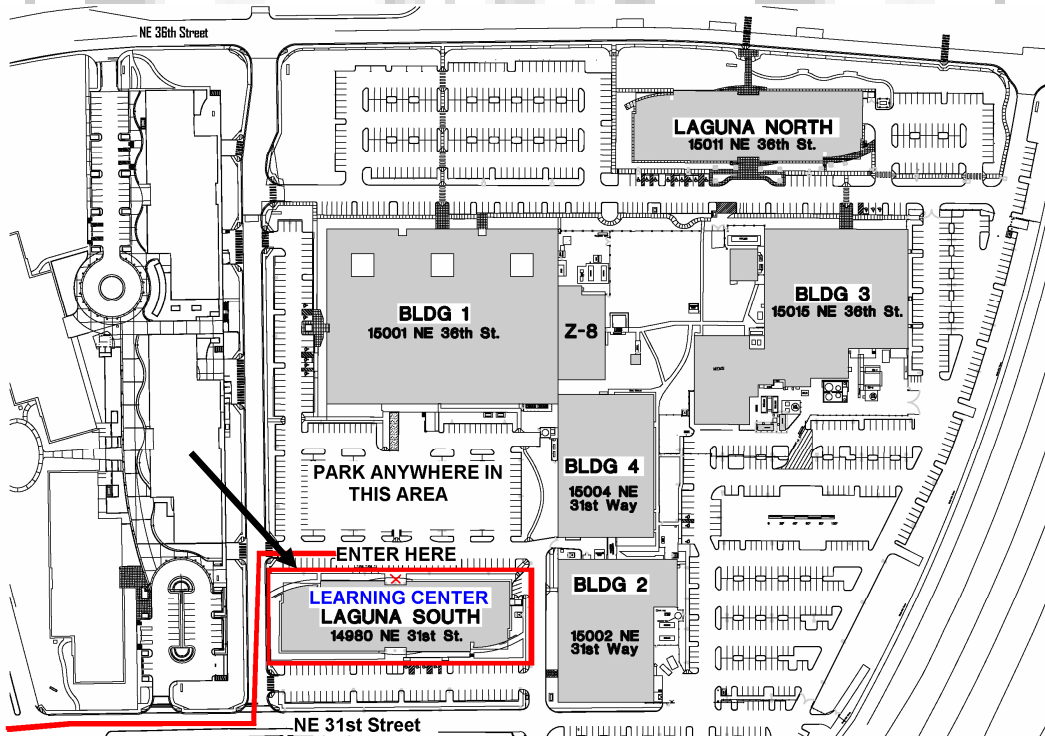 NE 36th Street
LAGUNA NORTH
15011 NE 36th St.
BLDG 1
15001 NE 36th St.
Z-8
BLDG 3
15015 NE 36th St.
PARK ANYWHERE IN
THIS AREA
BLDG 4
15004 NE
31st Way
ENTER HERE
LEARNING CENTER
LAGUNA SOUTH
14980 NE 31st St.
BLDG 2
15002 NE
31st Way
NE 31st Street